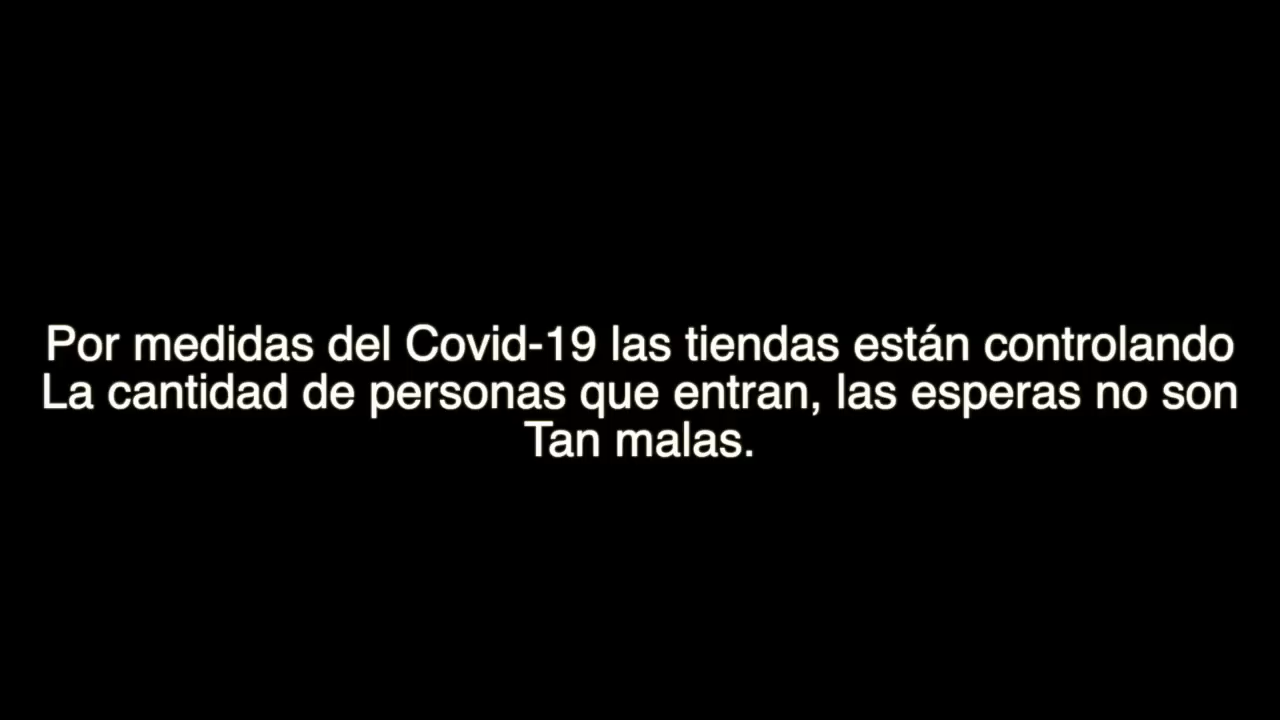 Por medidas del Covid-19 las tiendas están controlando
La cantidad de personas que entran, las esperas no son
Tan malas.